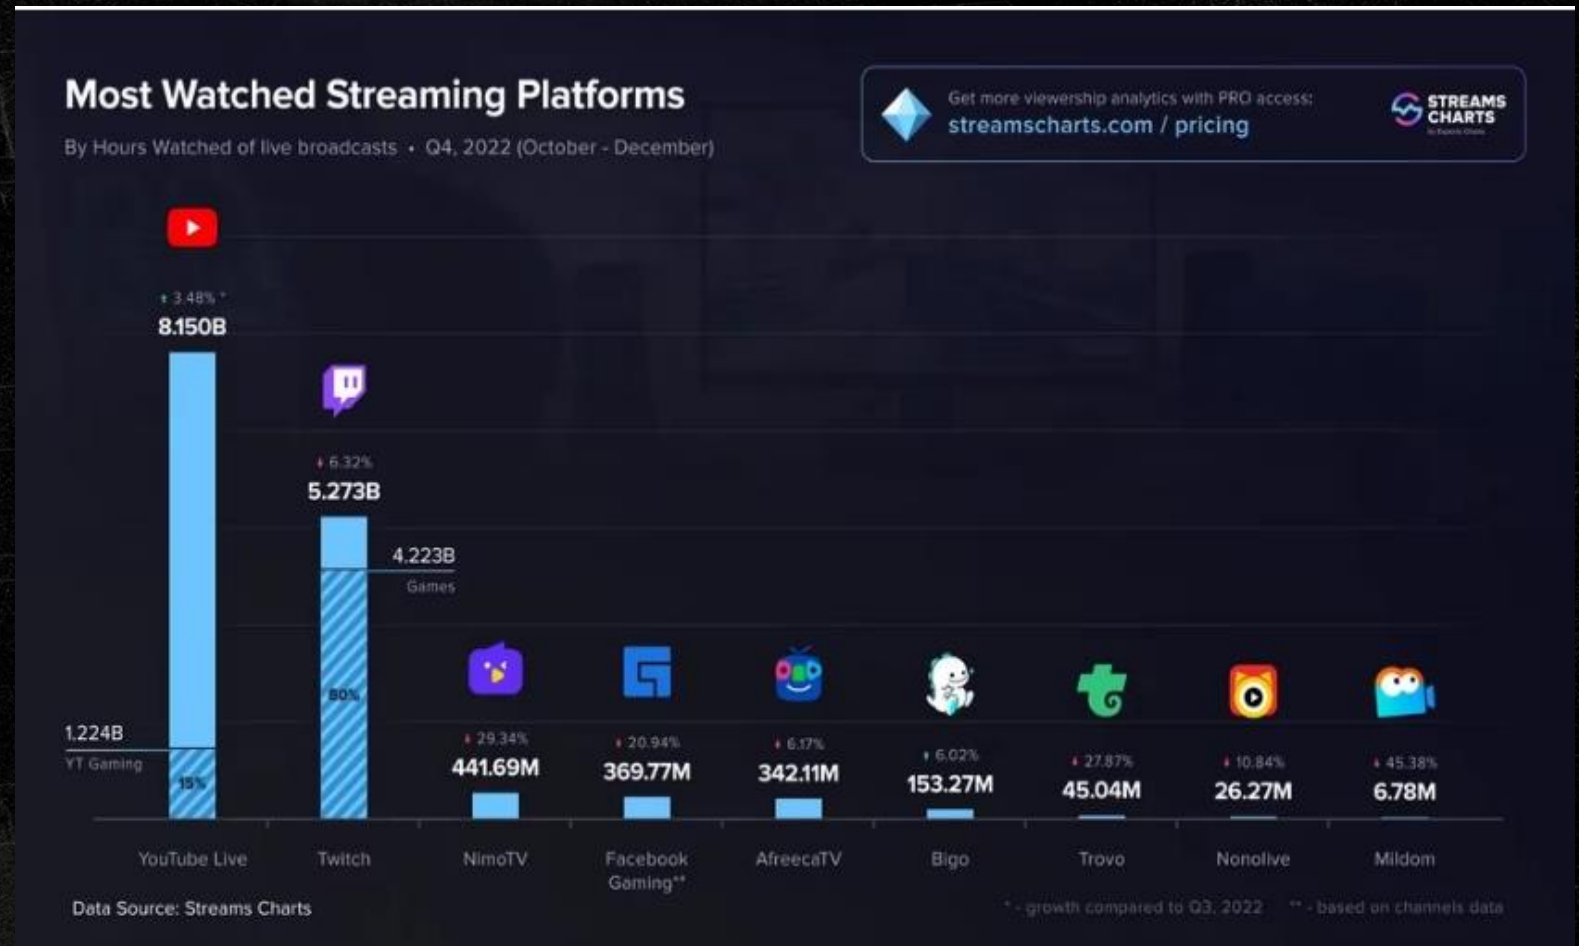 Most Watched Streaming Platforms
By Hours Watched of live broadcasts • Q4, 2022 (October - December)
Get more viewership analytics with PRO access:
streamscharts.com / pricing
STREAMS
CHARTS
3.48% *
8.150B
6.32%
5.273B
4.223B
Games
80%
1.224B
YT Gaming
15%
29.34%
441.69M
20.94%
369.77M
6.17%
342.11M
6.02%
153.27M
27.87%
45.04M
10.84%
26.27M
45.38%
6.78M
YouTube Live
Twitch
NimoTV
Facebook
Gaming**
AfreecaTV
Bigo
Trovo
Nonolive
Mildom
Data Source: Streams Charts
* - growth compared to Q3, 2022
** - based on channels data